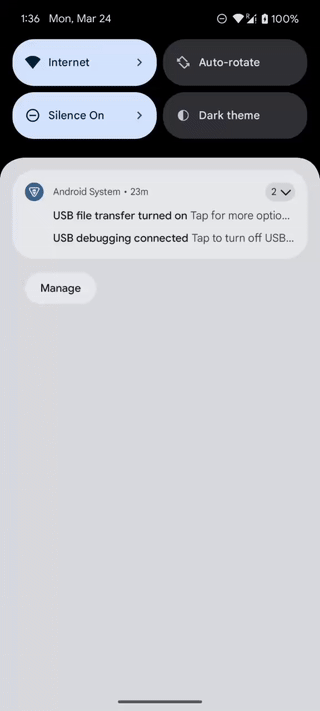 1:36 Mon, Mar 24
100%
Internet
Auto-rotate
Silence On
Dark theme
Android System • 23m
2
USB file transfer turned on Tap for more optio...
USB debugging connected Tap to turn off USB...
Manage